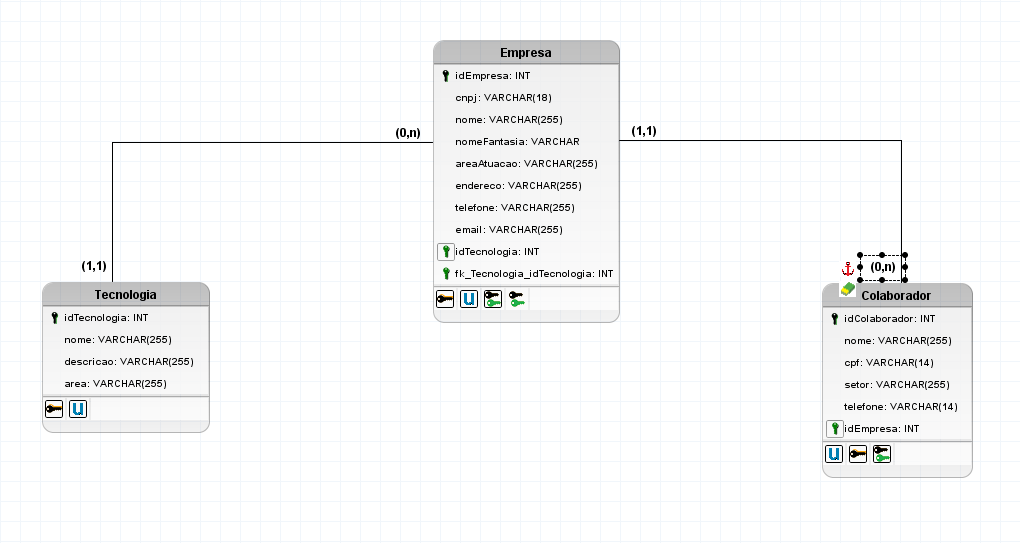 Empresa
idEmpresa: INT
cnpj: VARCHAR(18)
nome: VARCHAR(255)
nomeFantasia: VARCHAR
areaAtuacao: VARCHAR(255)
endereco: VARCHAR(255)
telefone: VARCHAR(255)
email: VARCHAR(255)
idTecnologia: INT
fk_Tecnologia_idTecnologia: INT
U
(0,n)
(1,1)
(1,1)
Tecnologia
idTecnologia: INT
nome: VARCHAR(255)
descricao: VARCHAR(255)
area: VARCHAR(255)
U
(0,n)
Colaborador
idColaborador: INT
nome: VARCHAR(255)
cpf: VARCHAR(14)
setor: VARCHAR(255)
telefone: VARCHAR(14)
idEmpresa: INT
U